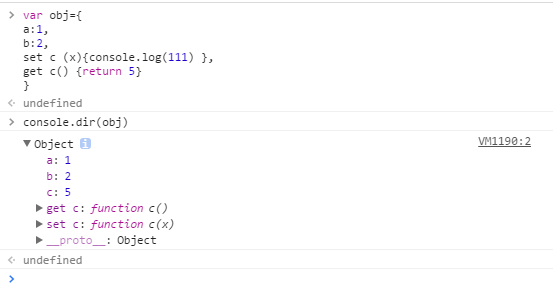 > var obj={
a:1,
b:2,
set c (x){console.log(111) },
get c() {return 5}
}
undefined
> console.dir(obj)
▼ Object i VM1190:2
a: 1
b: 2
c: 5
▶ get c: function c()
▶ set c: function c(x)
▶ __proto__: Object
undefined
>